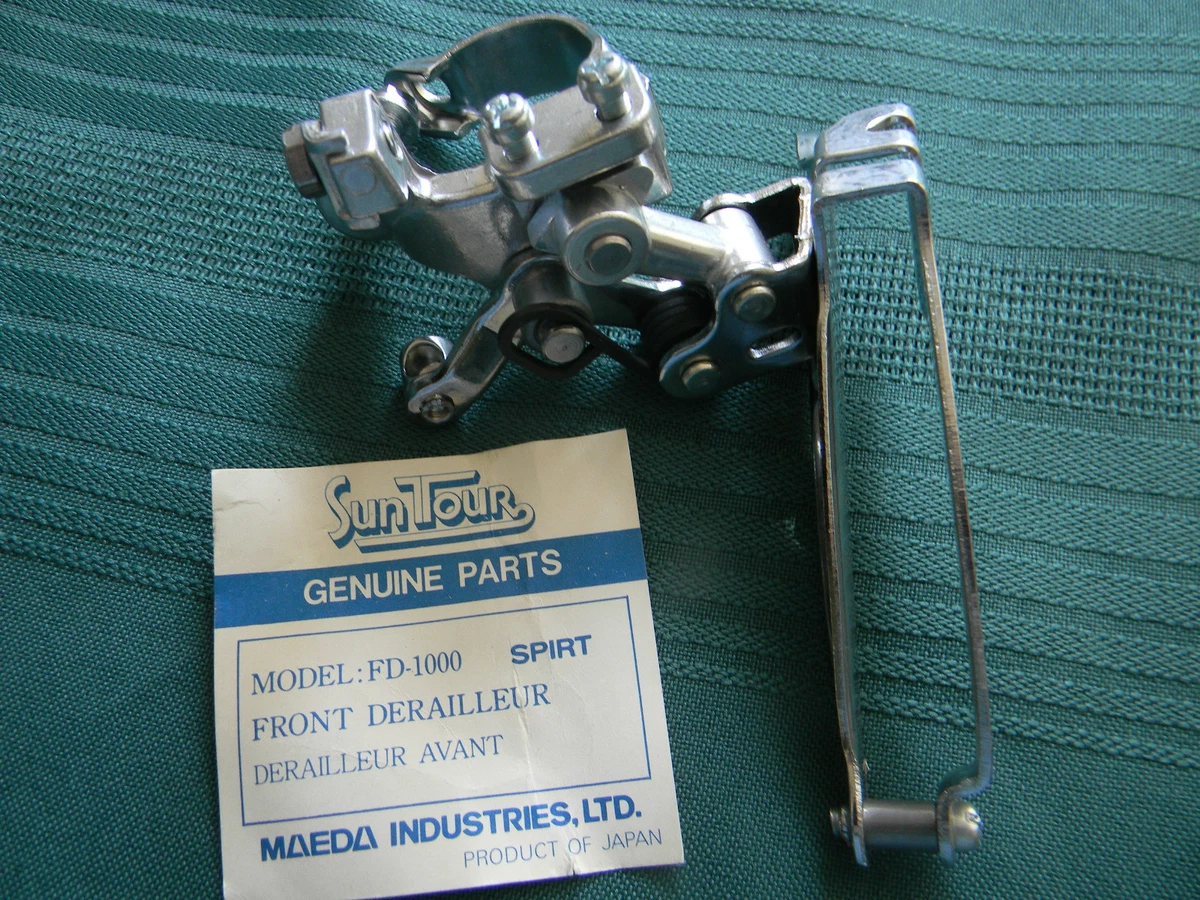 SunTour
GENUINE PARTS
MODEL: FD-1000 SPIRT
FRONT DERAILLEUR
DERAILLEUR AVANT
MAEDA INDUSTRIES, LTD.
PRODUCT OF JAPAN